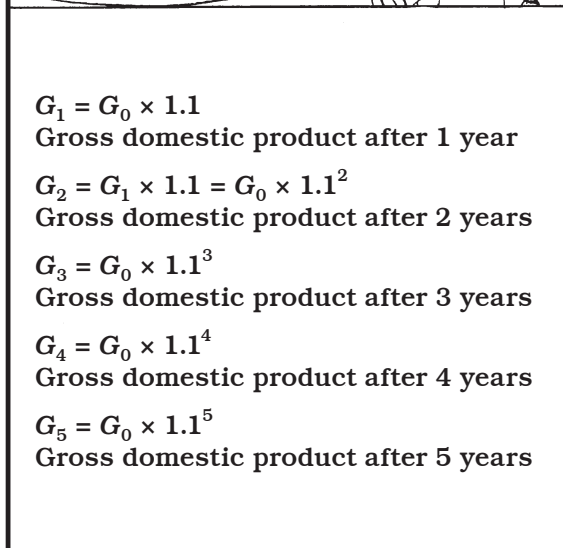 G₁ = G₀ × 1.1
Gross domestic product after 1 year
G₂ = G₁ × 1.1 = G₀ × 1.1²
Gross domestic product after 2 years
G₃ = G₀ × 1.1³
Gross domestic product after 3 years
G₄ = G₀ × 1.1⁴
Gross domestic product after 4 years
G₅ = G₀ × 1.1⁵
Gross domestic product after 5 years